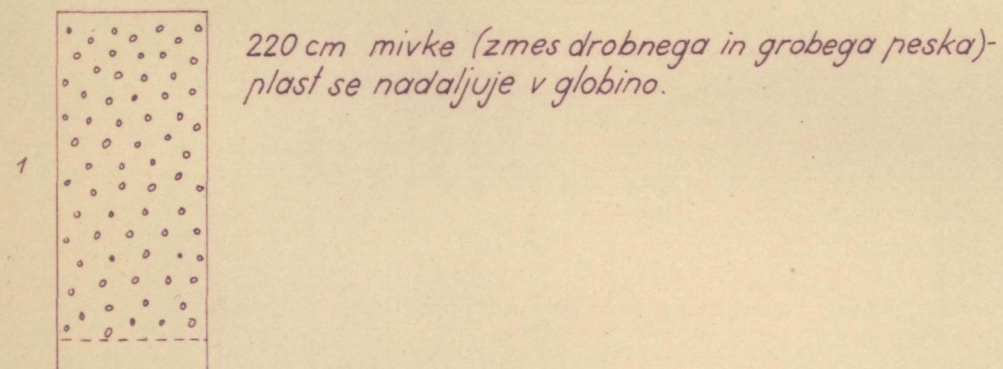 220 cm mivke (zmes drobnega in grobega peska)-
plast se nadaljuje v globino.
1